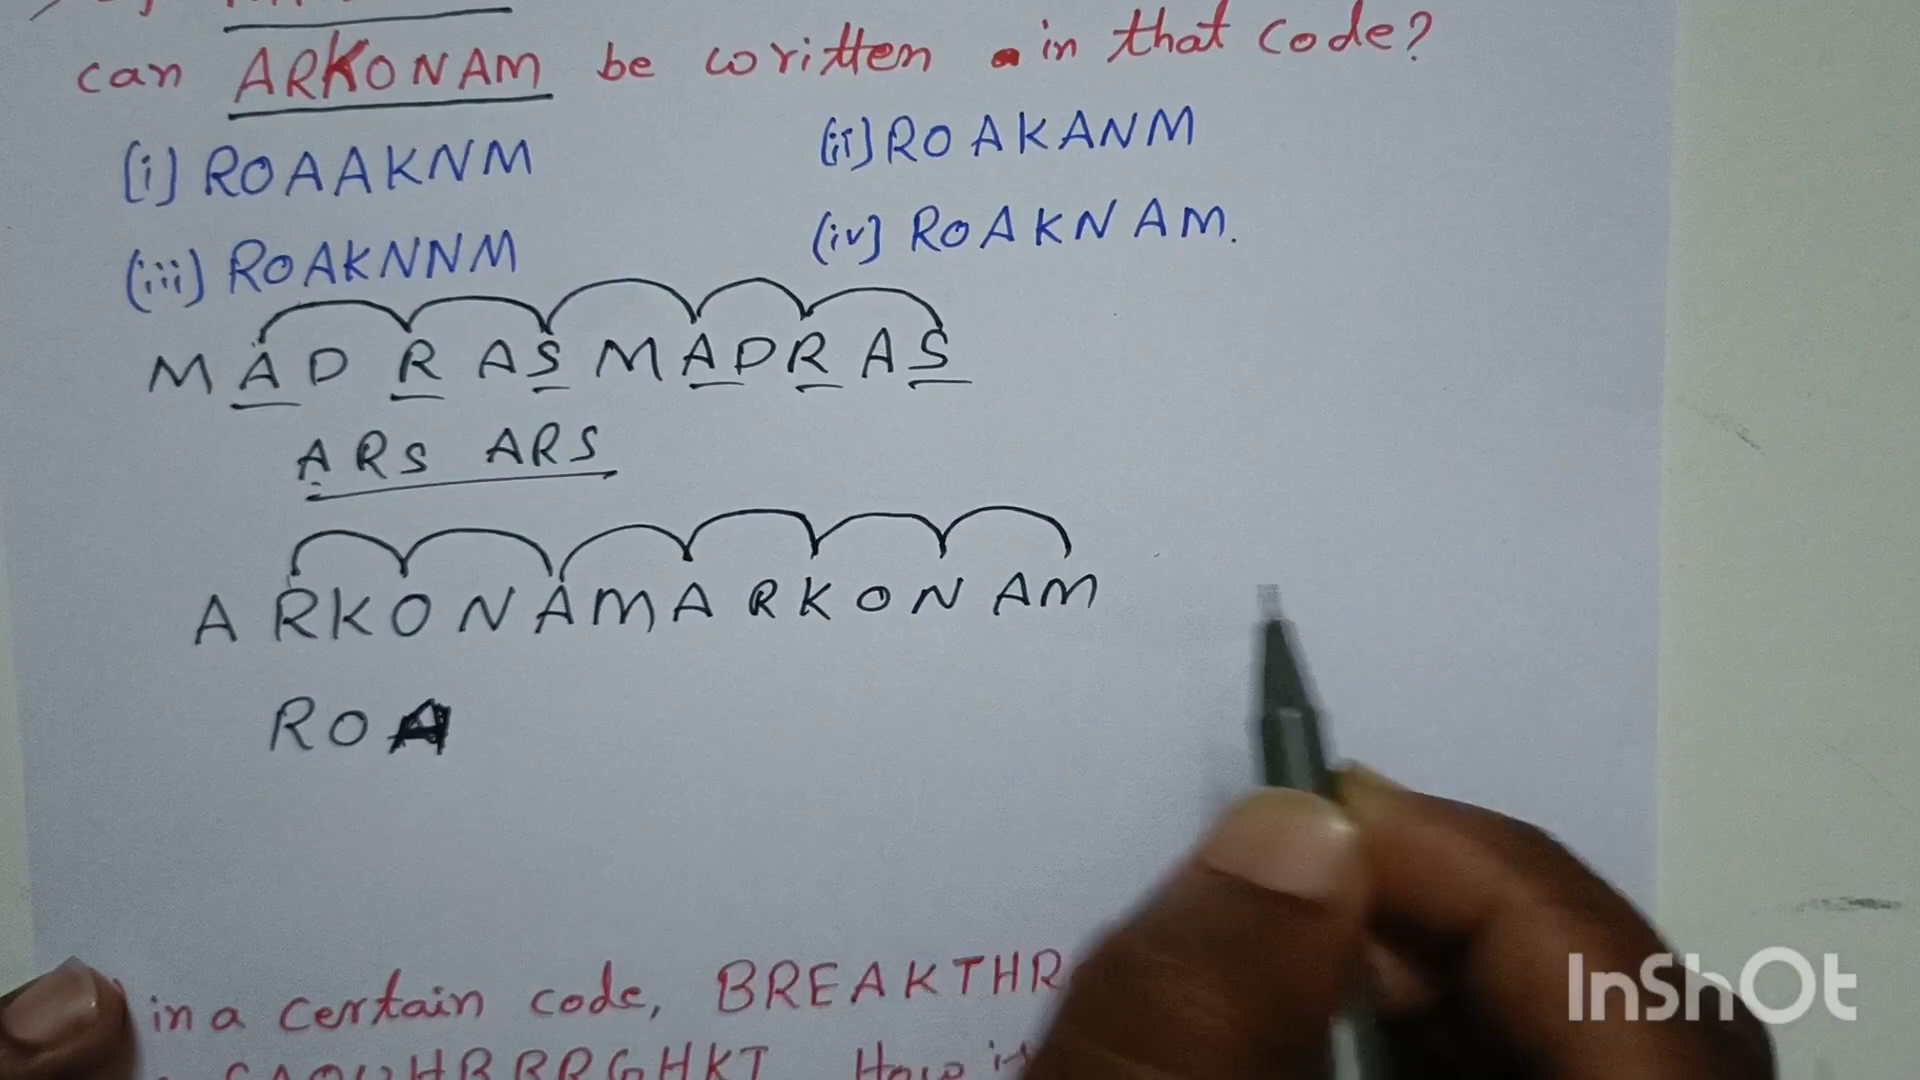 can ARKONAM be written in that code?
(i) ROAAKNM (ii) ROAKANM
(iii) ROAKNNM (iv) ROAKNAM.
MADRASMADRAS
ARS ARS
ARKONAMARKONAM
ROA
in a certain code, BREAKTHR
InShOt